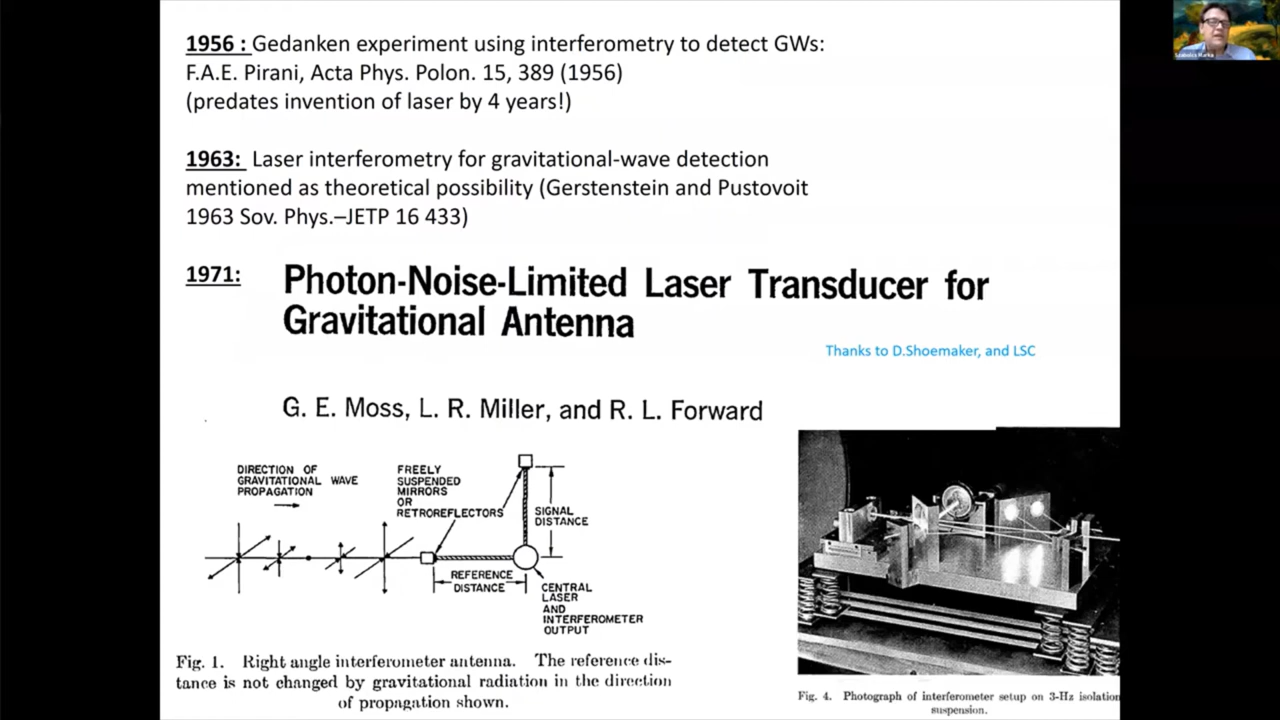 1956 : Gedanken experiment using interferometry to detect GWs:
F.A.E. Pirani, Acta Phys. Polon. 15, 389 (1956)
(predates invention of laser by 4 years!)
1963: Laser interferometry for gravitational-wave detection
mentioned as theoretical possibility (Gerstenstein and Pustovoit
1963 Sov. Phys.–JETP 16 433)
1971:
Photon-Noise-Limited Laser Transducer for
Gravitational Antenna
Thanks to D.Shoemaker, and LSC
G. E. Moss, L. R. Miller, and R. L. Forward
DIRECTION OF
GRAVITATIONAL WAVE
PROPAGATION
FREELY
SUSPENDED
MIRRORS
OR
RETROREFLECTORS
SIGNAL
DISTANCE
REFERENCE
DISTANCE
CENTRAL
LASER
AND
INTERFEROMETER
OUTPUT
Fig. 1. Right angle interferometer antenna. The reference dis-
tance is not changed by gravitational radiation in the direction
of propagation shown.
Fig. 4. Photograph of interferometer setup on 3-Hz isolation
suspension.
Szabolcs Marka